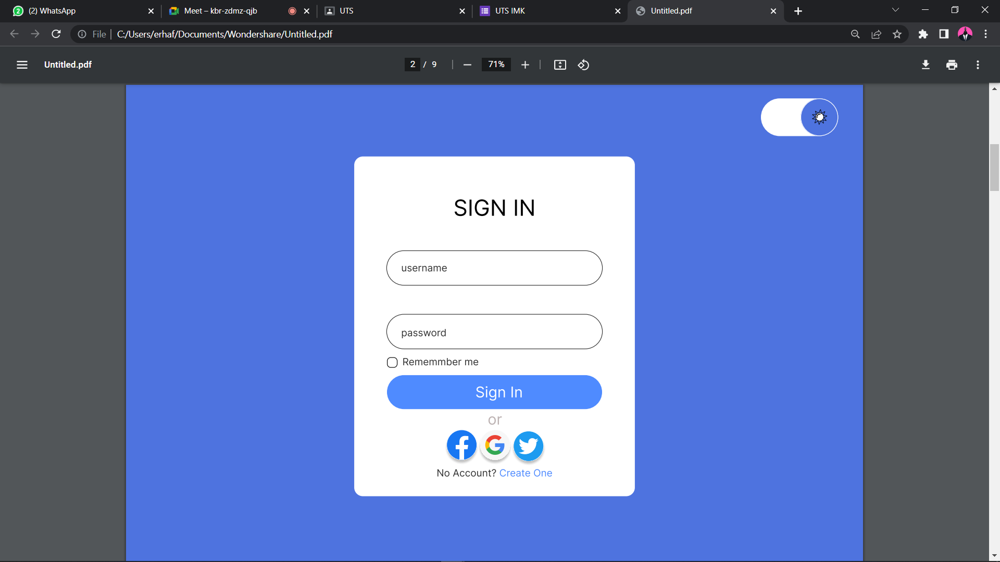 (2) WhatsApp
Meet – kbr-zdmz-qjb
UTS
UTS IMK
Untitled.pdf
File
C:/Users/erhaf/Documents/Wondershare/Untitled.pdf
Untitled.pdf
2 / 9
71%
SIGN IN
username
password
Rememmber me
Sign In
or
No Account? Create One